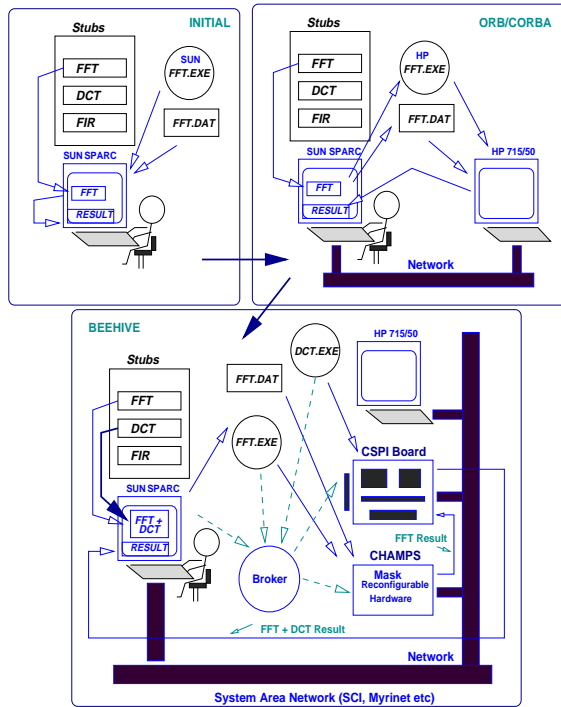 INITIAL
Stubs
FFT
DCT
FIR
SUN
FFT.EXE
FFT.DAT
SUN SPARC
FFT
RESULT
ORB/CORBA
Stubs
FFT
DCT
FIR
HP
FFT.EXE
FFT.DAT
SUN SPARC
HP 715/50
FFT
RESULT
Network
BEEHIVE
Stubs
FFT
DCT
FIR
DCT.EXE
FFT.DAT
FFT.EXE
HP 715/50
CSPI Board
SUN SPARC
FFT +
DCT
RESULT
FFT Result
Broker
CHAMPS
Mask
Reconfigurable
Hardware
FFT + DCT Result
Network
System Area Network (SCI, Myrinet etc)